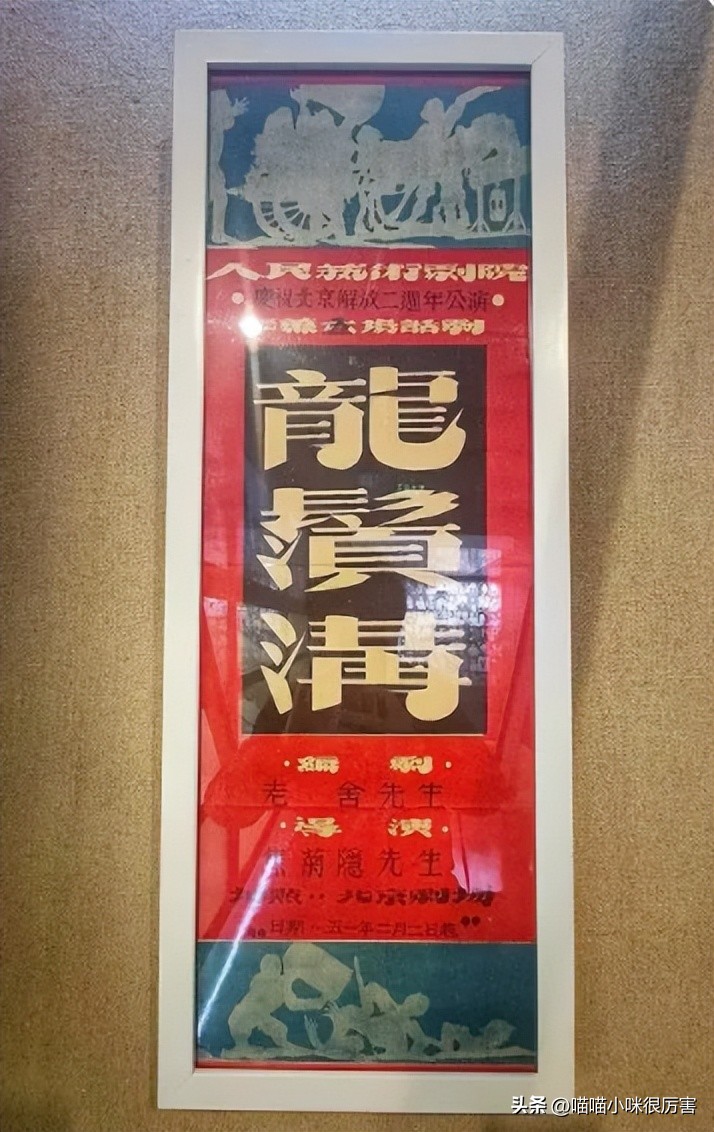 人民藝術劇院
•慶祝北京解放二週年公演•
幕六場話劇
龍
鬚
溝
·編 劇·
老 舍先生
·導 演·
焦菊隱先生
地點··北京劇場
日期··五一年二月二日起
头条 @喵喵小咪很厉害